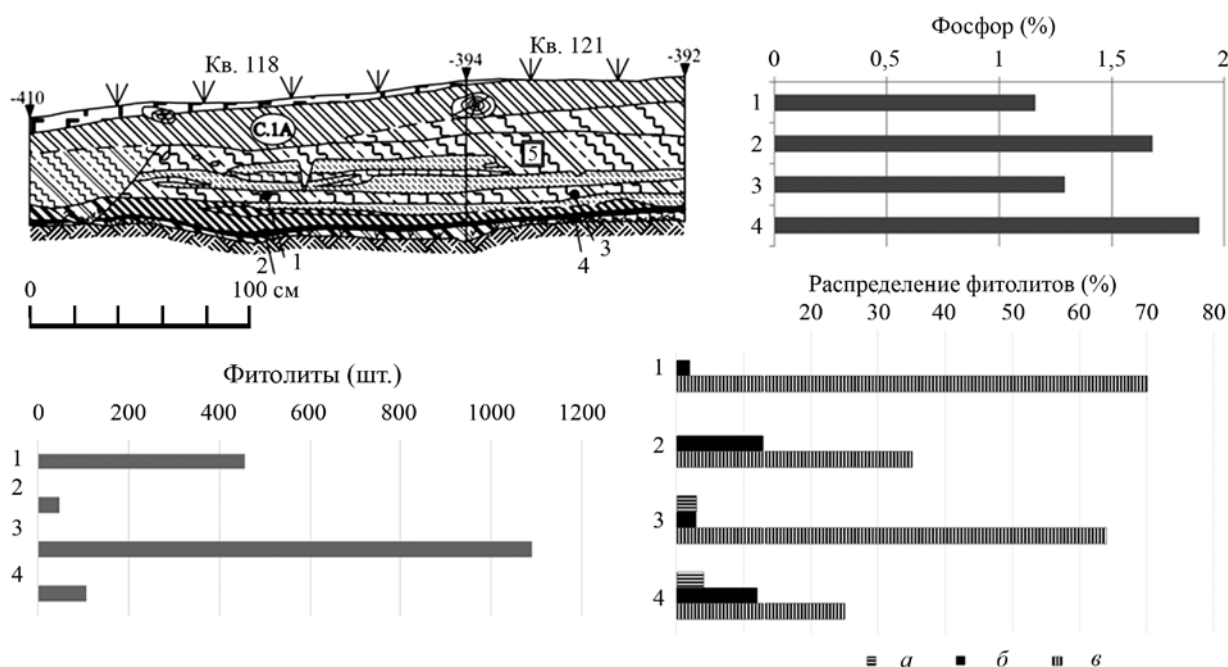 Кв. 118
Кв. 121
-410
-394
-392
С.1А
5
2 1
4 3
0 100 см
Фосфор (%)
0 0,5 1 1,5 2
1
2
3
4
Фитолиты (шт.)
0 200 400 600 800 1000 1200
1
2
3
4
Распределение фитолитов (%)
20 30 40 50 60 70 80
1
2
3
4
а б в